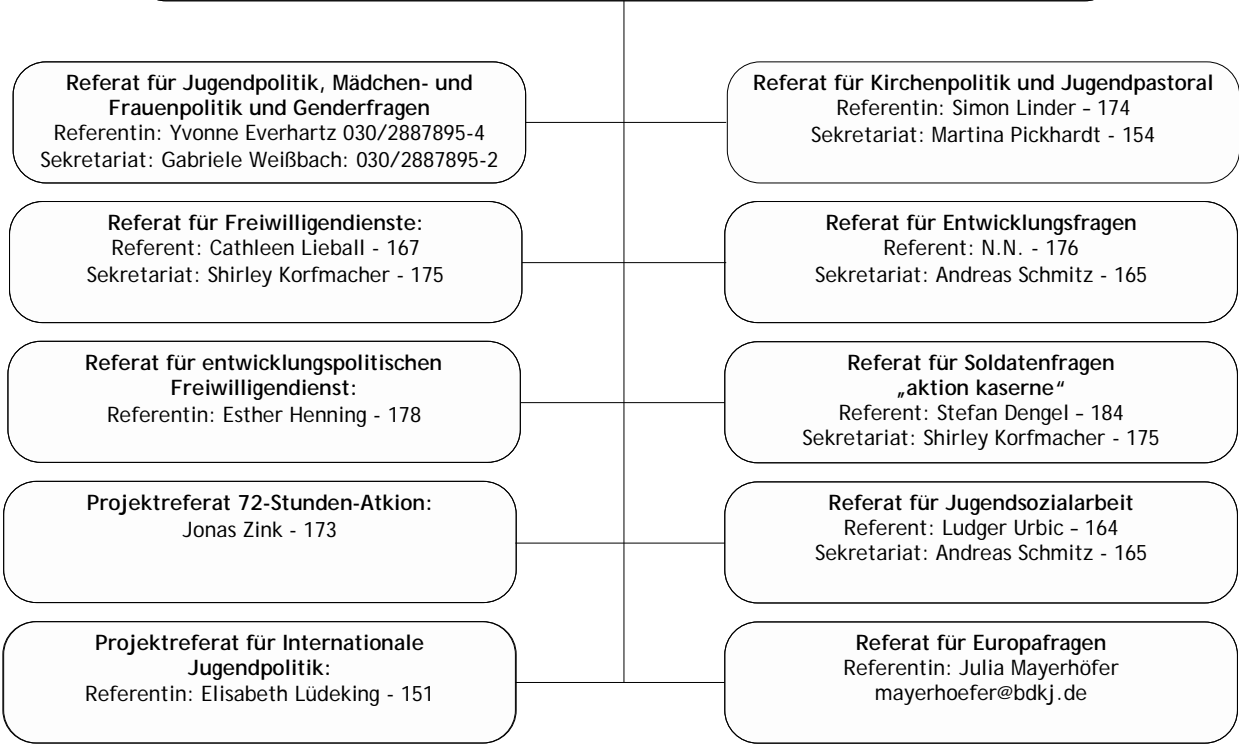 Referat für Jugendpolitik, Mädchen- und
Frauenpolitik und Genderfragen
Referentin: Yvonne Everhartz 030/2887895-4
Sekretariat: Gabriele Weißbach: 030/2887895-2
Referat für Kirchenpolitik und Jugendpastoral
Referentin: Simon Linder – 174
Sekretariat: Martina Pickhardt - 154
Referat für Freiwilligendienste:
Referent: Cathleen Lieball - 167
Sekretariat: Shirley Korfmacher - 175
Referat für Entwicklungsfragen
Referent: N.N. - 176
Sekretariat: Andreas Schmitz - 165
Referat für entwicklungspolitischen
Freiwilligendienst:
Referentin: Esther Henning - 178
Referat für Soldatenfragen
„aktion kaserne“
Referent: Stefan Dengel – 184
Sekretariat: Shirley Korfmacher - 175
Projektreferat 72-Stunden-Atkion:
Jonas Zink - 173
Referat für Jugendsozialarbeit
Referent: Ludger Urbic – 164
Sekretariat: Andreas Schmitz - 165
Projektreferat für Internationale
Jugendpolitik:
Referentin: Elisabeth Lüdeking - 151
Referat für Europafragen
Referentin: Julia Mayerhöfer
mayerhoefer@bdkj.de